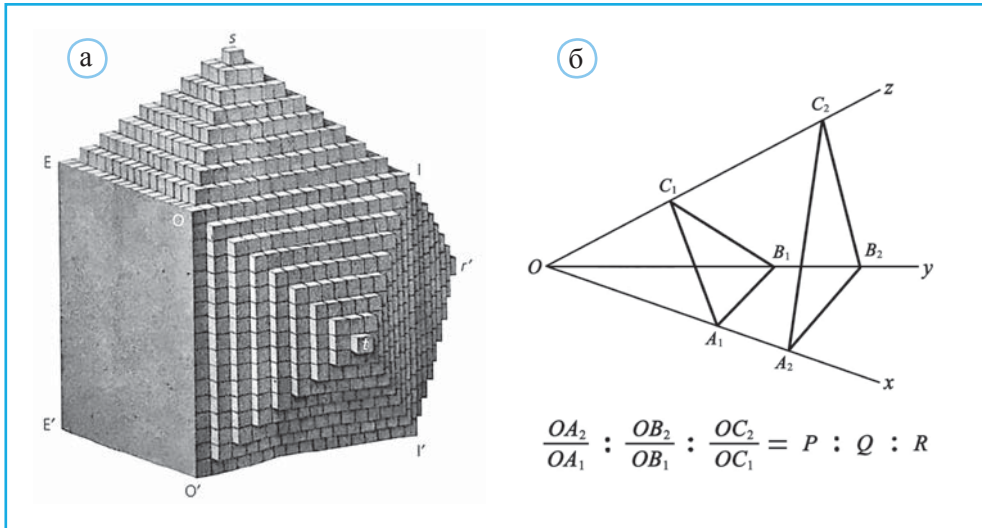 а
s
E
I
O
r'
t
E'
I'
O'
б
z
C₂
C₁
O
B₁
B₂
y
A₁
A₂
x
OA₂/OA₁ : OB₂/OB₁ : OC₂/OC₁ = P : Q : R